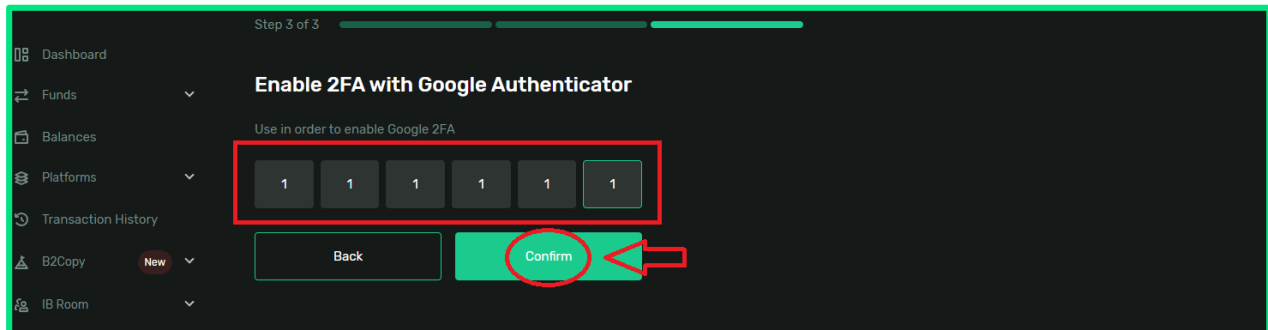 Step 3 of 3
Dashboard
Funds
Balances
Platforms
Transaction History
B2Copy New
IB Room
Enable 2FA with Google Authenticator
Use in order to enable Google 2FA
1 1 1 1 1 1
Back Confirm